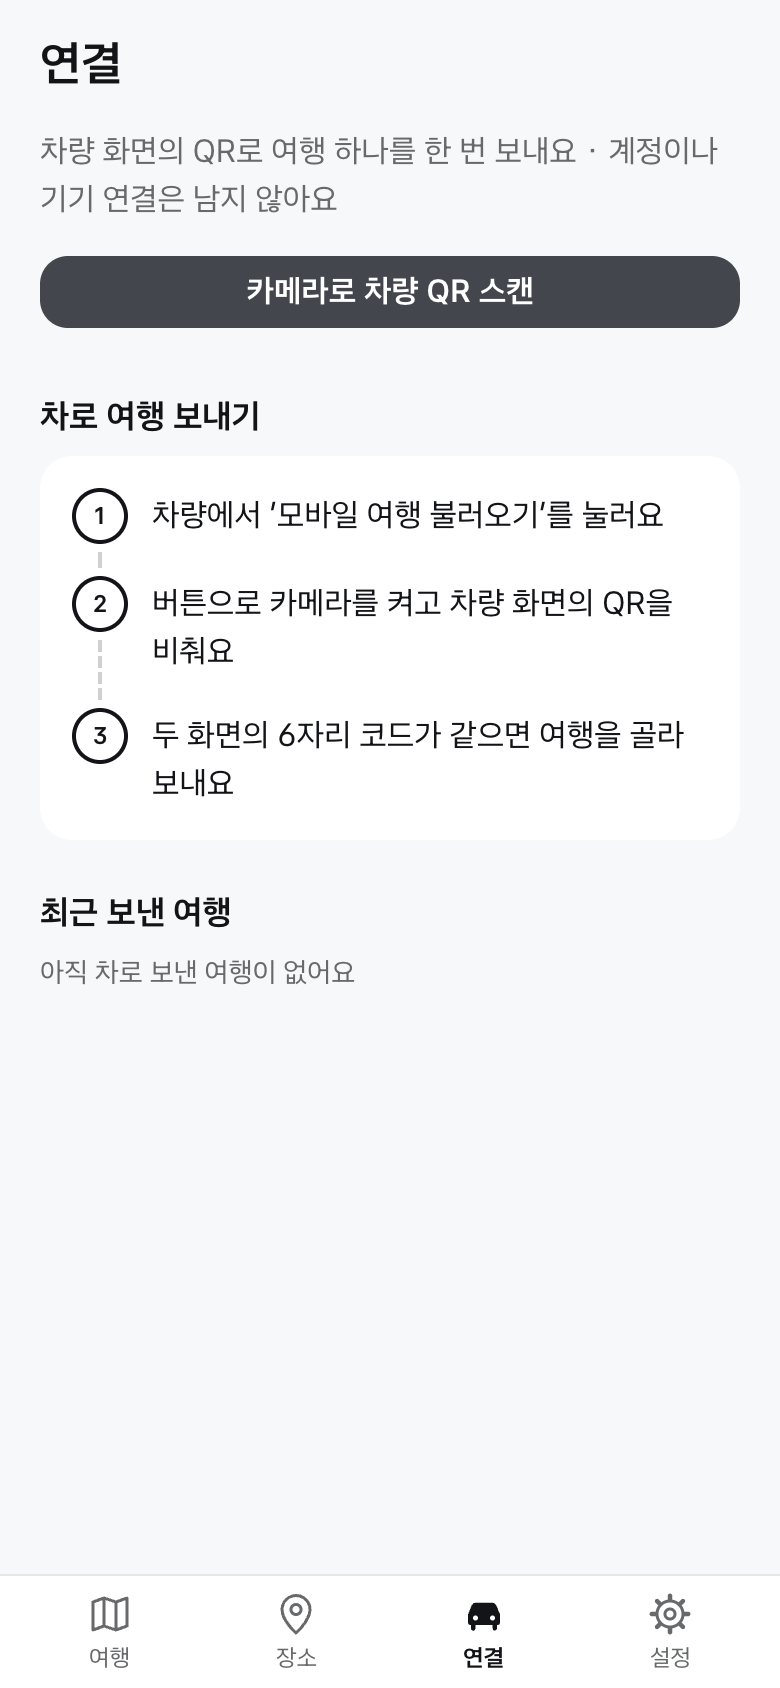 연결
차량 화면의 QR로 여행 하나를 한 번 보내요 · 계정이나
기기 연결은 남지 않아요
카메라로 차량 QR 스캔
차로 여행 보내기
1 차량에서 '모바일 여행 불러오기'를 눌러요
2 버튼으로 카메라를 켜고 차량 화면의 QR을
비춰요
3 두 화면의 6자리 코드가 같으면 여행을 골라
보내요
최근 보낸 여행
아직 차로 보낸 여행이 없어요
여행 장소 연결 설정